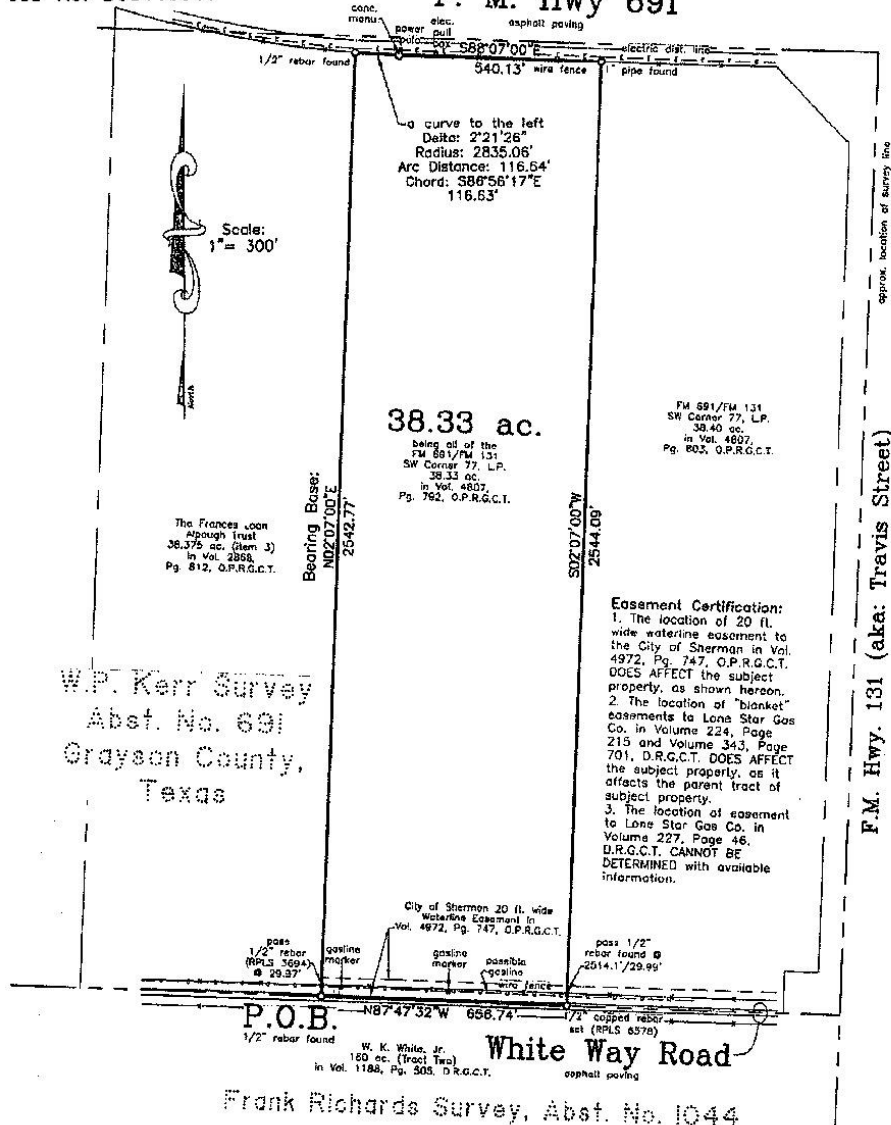 F. M. Hwy 691
asphalt paving
conc.
monu.
power
pole
elec.
pull
box
S88°07'00"E
electric dist. line
1/2" rebar found
540.13'
wire fence
1" pipe found
a curve to the left
Delta: 2°21'26"
Radius: 2835.06'
Arc Distance: 116.64'
Chord: S86°56'17"E
116.63'
Scale:
1"= 300'
North
approx. location of survey line
38.33 ac.
being all of the
FM 691/FM 131
SW Corner 77, L.P.
38.33 ac.
in Vol. 4807,
Pg. 792, O.P.R.G.C.T.
FM 691/FM 131
SW Corner 77, L.P.
38.40 ac.
in Vol. 4807,
Pg. 803, O.P.R.G.C.T.
Bearing Base:
N02°07'00"E
2542.77'
S02°07'00"W
2544.09'
The Frances Loan
Alpough Trust
38.375 ac. (Item 3)
in Vol. 2868,
Pg. 812, O.P.R.G.C.T.
F.M. Hwy. 131 (aka: Travis Street)
Easement Certification:
1. The location of 20 ft.
wide waterline easement to
the City of Sherman in Vol.
4972, Pg. 747, O.P.R.G.C.T.
DOES AFFECT the subject
property, as shown hereon.
2. The location of "blanket"
easements to Lone Star Gas
Co. in Volume 224, Page
215 and Volume 343, Page
701, D.R.G.C.T. DOES AFFECT
the subject property, as it
affects the parent tract of
subject property.
3. The location of easement
to Lone Star Gas Co. in
Volume 227, Page 46,
D.R.G.C.T. CANNOT BE
DETERMINED with available
information.
W.P. Kerr Survey
Abst. No. 691
Grayson County,
Texas
City of Sherman 20 ft. wide
Waterline Easement in
Vol. 4972, Pg. 747, O.P.R.G.C.T.
pass
1/2" rebar
(RPLS 3694)
@ 29.97'
gasline
marker
gasline
marker
possible
gasline
wire fence
pass 1/2"
rebar found @
2514.1'/29.99'
P.O.B.
1/2" rebar found
N87°47'32"W 656.74'
1/2" capped rebar
set (RPLS 6578)
W. K. White, Jr.
160 ac. (Tract Two)
in Vol. 1188, Pg. 505, D.R.G.C.T.
White Way Road
asphalt paving
Frank Richards Survey, Abst. No. 1044